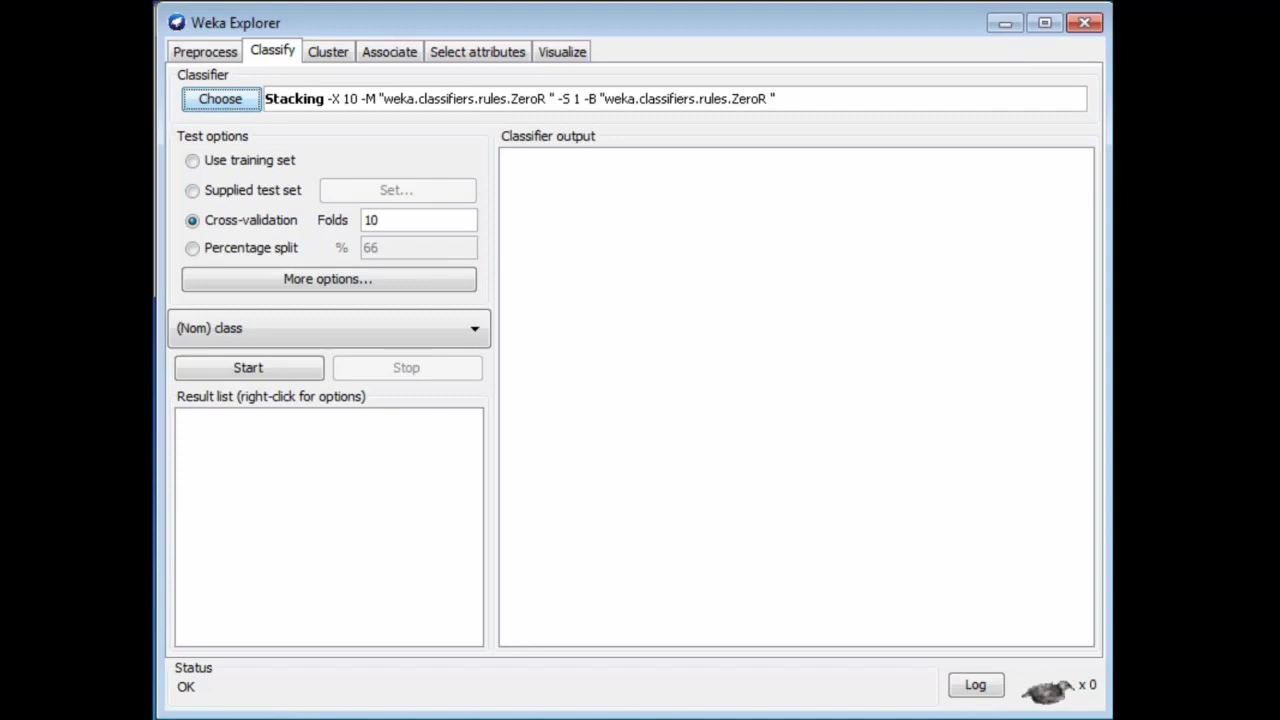 Weka Explorer
Preprocess Classify Cluster Associate Select attributes Visualize
Classifier
Choose Stacking -X 10 -M "weka.classifiers.rules.ZeroR " -S 1 -B "weka.classifiers.rules.ZeroR "
Test options
Use training set
Supplied test set Set...
Cross-validation Folds 10
Percentage split % 66
More options...
(Nom) class
Start Stop
Result list (right-click for options)
Classifier output
Status
OK
Log x 0